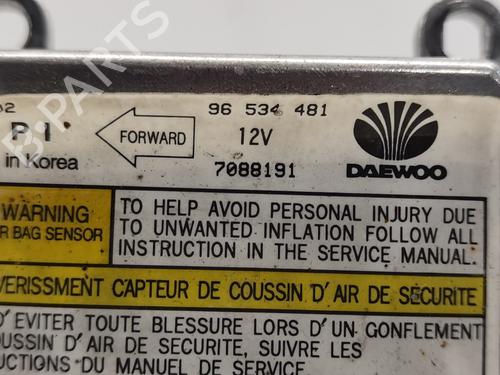 96 534 481
P I FORWARD 12V
in Korea 7088191 DAEWOO
WARNING
BAG SENSOR
TO HELP AVOID PERSONAL INJURY DUE
TO UNWANTED INFLATION FOLLOW ALL
INSTRUCTION IN THE SERVICE MANUAL.
VERISSMENT CAPTEUR DE COUSSIN D'AIR DE SECURITE
D'EVITER TOUTE BLESSURE LORS D'UN GONFLEMENT
OUSSIN D'AIR DE SECURITE, SUIVRE LES
UCTIONS DU MANUEL DE SERVICE.